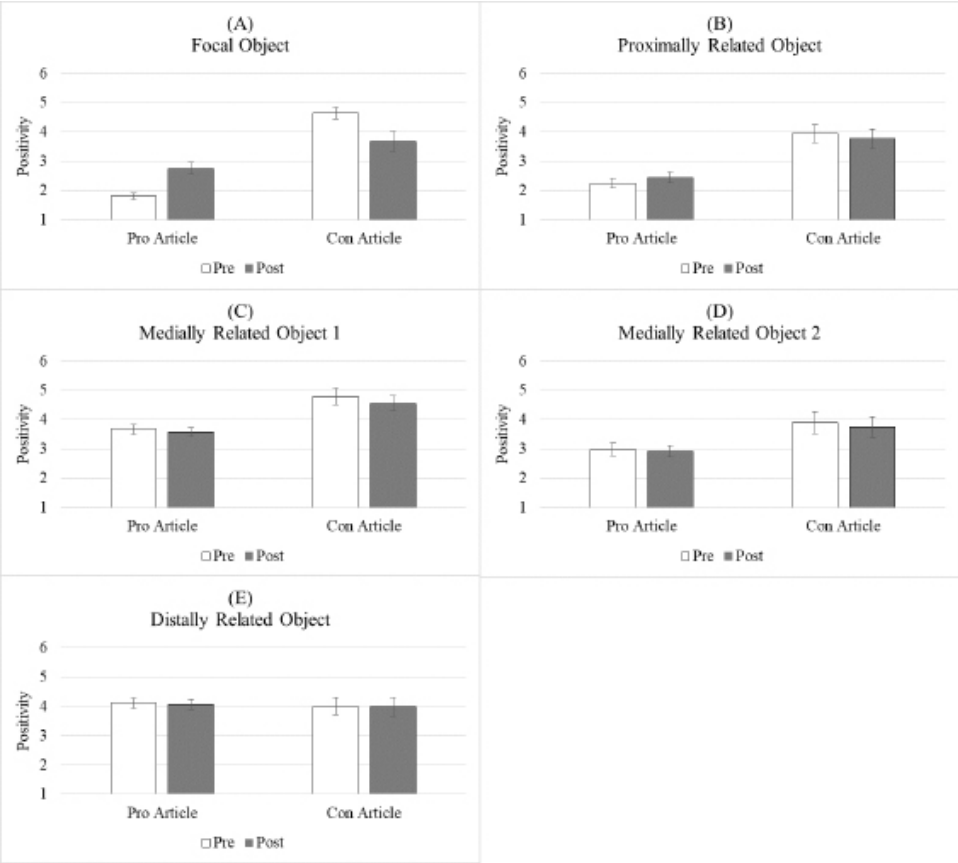 (A)
Focal Object
6
5
4
3
2
1
Positivity
Pro Article
Con Article
Pre Post
(B)
Proximally Related Object
6
5
4
3
2
1
Positivity
Pro Article
Con Article
Pre Post
(C)
Medially Related Object 1
6
5
4
3
2
1
Positivity
Pro Article
Con Article
Pre Post
(D)
Medially Related Object 2
6
5
4
3
2
1
Positivity
Pro Article
Con Article
Pre Post
(E)
Distally Related Object
6
5
4
3
2
1
Positivity
Pro Article
Con Article
Pre Post